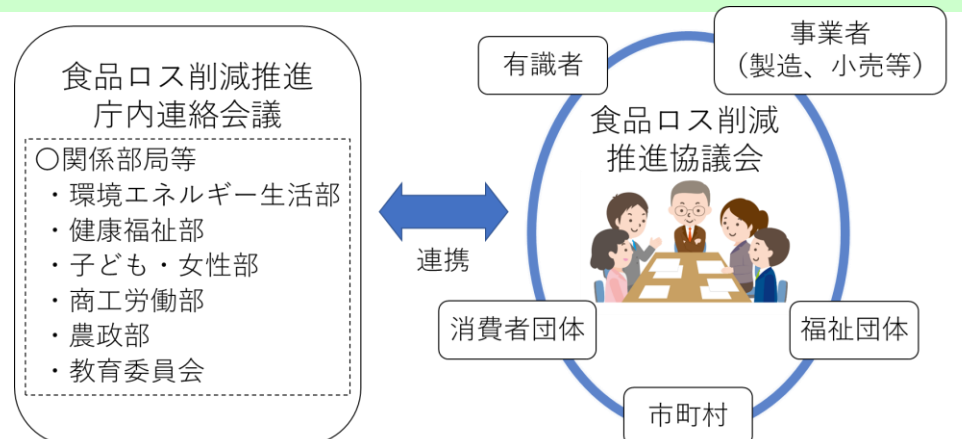 食品ロス削減推進
庁内連絡会議
〇関係部局等
・環境エネルギー生活部
・健康福祉部
・子ども・女性部
・商工労働部
・農政部
・教育委員会
連携
有識者
事業者
（製造、小売等）
食品ロス削減
推進協議会
消費者団体
福祉団体
市町村